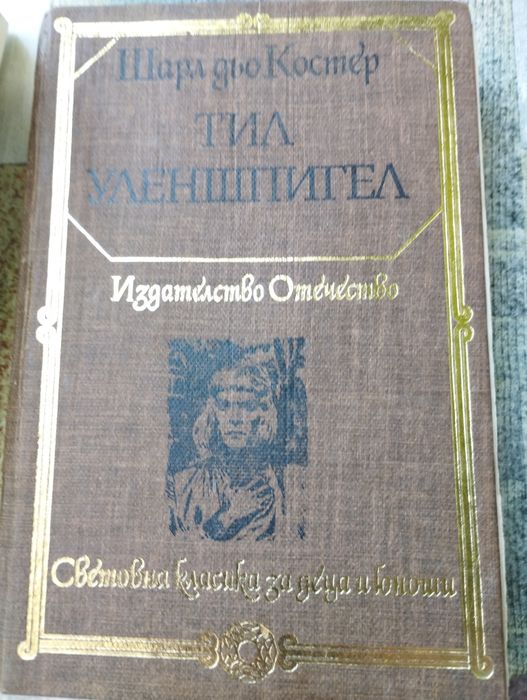 Шарл дьо Костер
ТИЛ
УЛЕНШПИГЕЛ
Издателство Отечество
Световна класика за деца и юноши